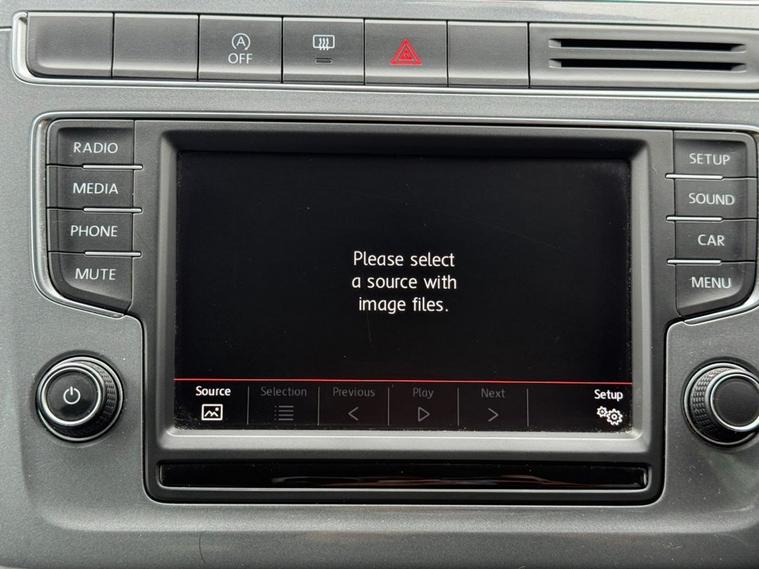 A
OFF
RADIO
MEDIA
PHONE
MUTE
SETUP
SOUND
CAR
MENU
Please select
a source with
image files.
Source
Selection
Previous
Play
Next
Setup